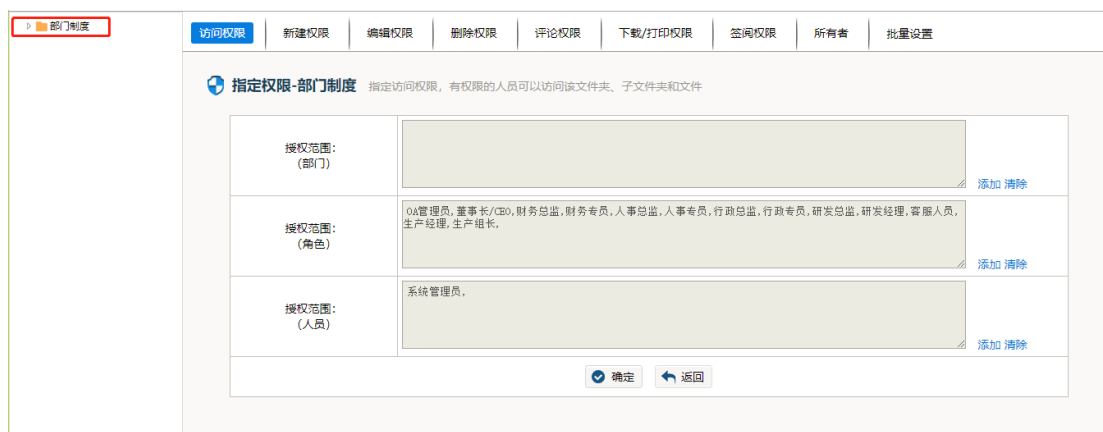 部门制度
访问权限 新建权限 编辑权限 删除权限 评论权限 下载/打印权限 签阅权限 所有者 批量设置
指定权限-部门制度 指定访问权限，有权限的人员可以访问该文件夹、子文件夹和文件
授权范围:
(部门)
添加 清除
OA管理员,董事长/CEO,财务总监,财务专员,人事总监,人事专员,行政总监,行政专员,研发总监,研发经理,客服人员,
生产经理,生产组长,
授权范围:
(角色)
添加 清除
系统管理员,
授权范围:
(人员)
添加 清除
确定 返回